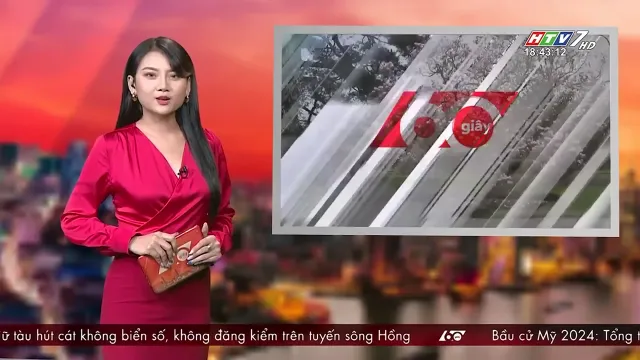 HTV7 HD
18:43:12
60 giây
ữ tàu hút cát không biển số, không đăng kiểm trên tuyến sông Hồng 60 Bầu cử Mỹ 2024: Tổng